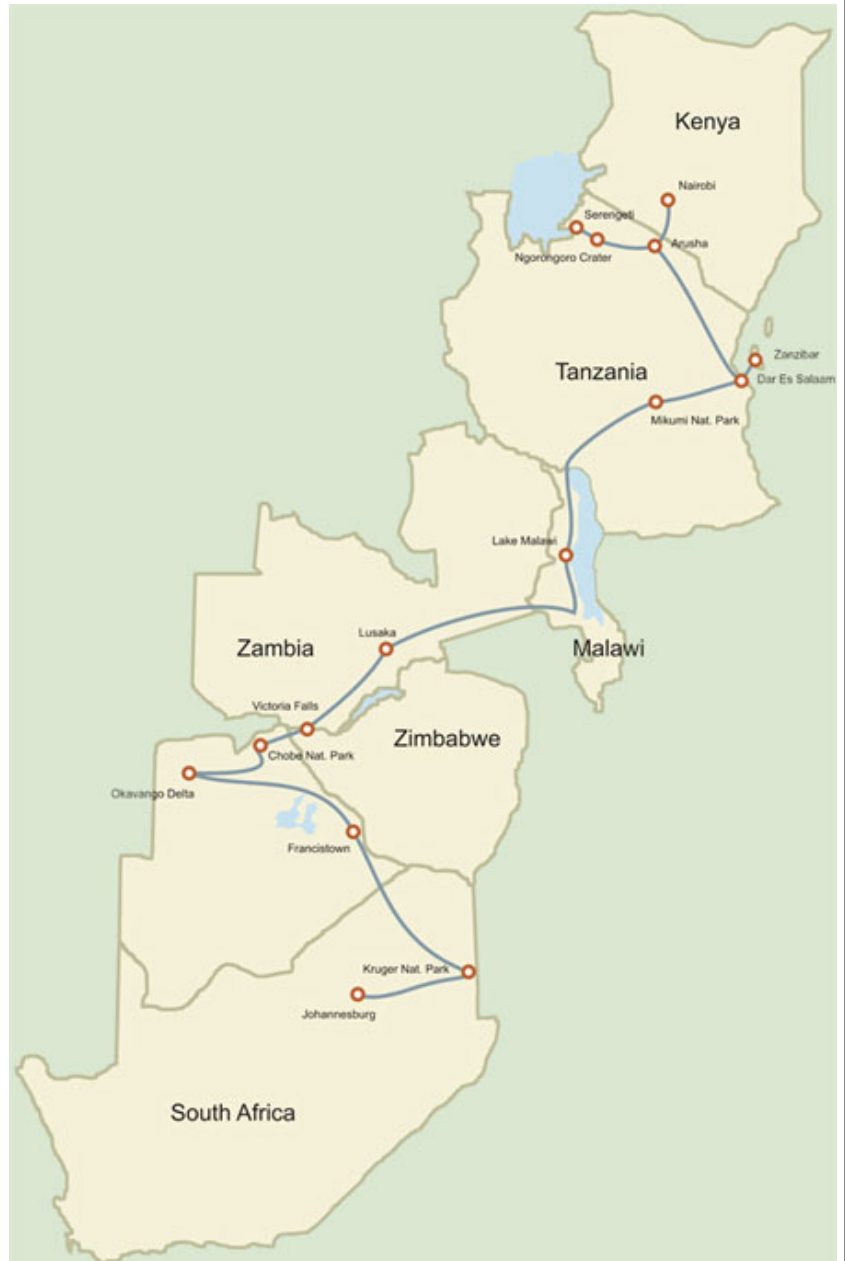 Kenya
Nairobi
Serengeti
Arusha
Ngorongoro Crater
Zanzibar
Tanzania
Dar Es Salaam
Mikumi Nat. Park
Lake Malawi
Lusaka
Zambia
Malawi
Victoria Falls
Zimbabwe
Chobe Nat. Park
Okavango Delta
Francistown
Kruger Nat. Park
Johannesburg
South Africa